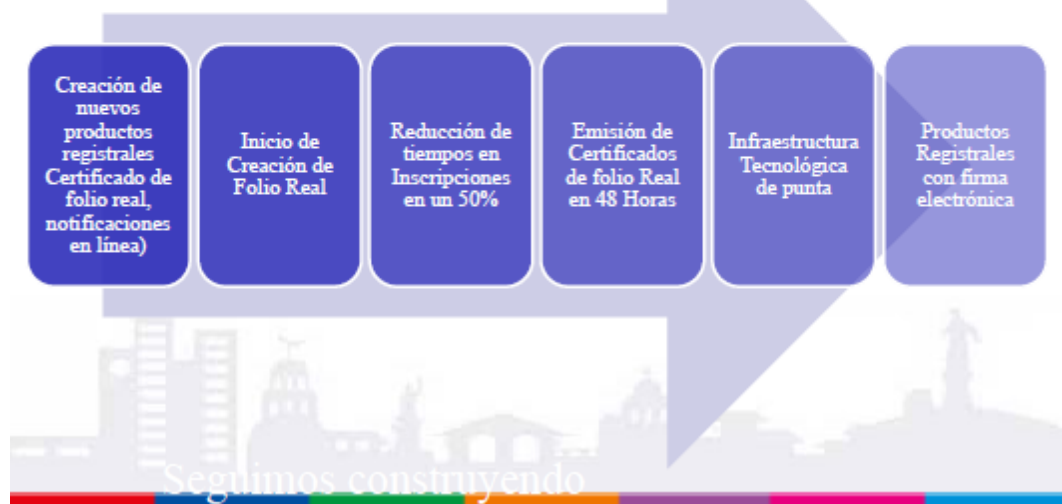 Creación de
nuevos
productos
registrales
Certificado de
folio real,
notificaciones
en línea)
Inicio de
Creación de
Folio Real
Reducción de
tiempos en
Inscripciones
en un 50%
Emisión de
Certificados
de folio Real
en 48 Horas
Infraestructura
Tecnológica
de punta
Productos
Registrales
con firma
electrónica
Seguimos construyendo